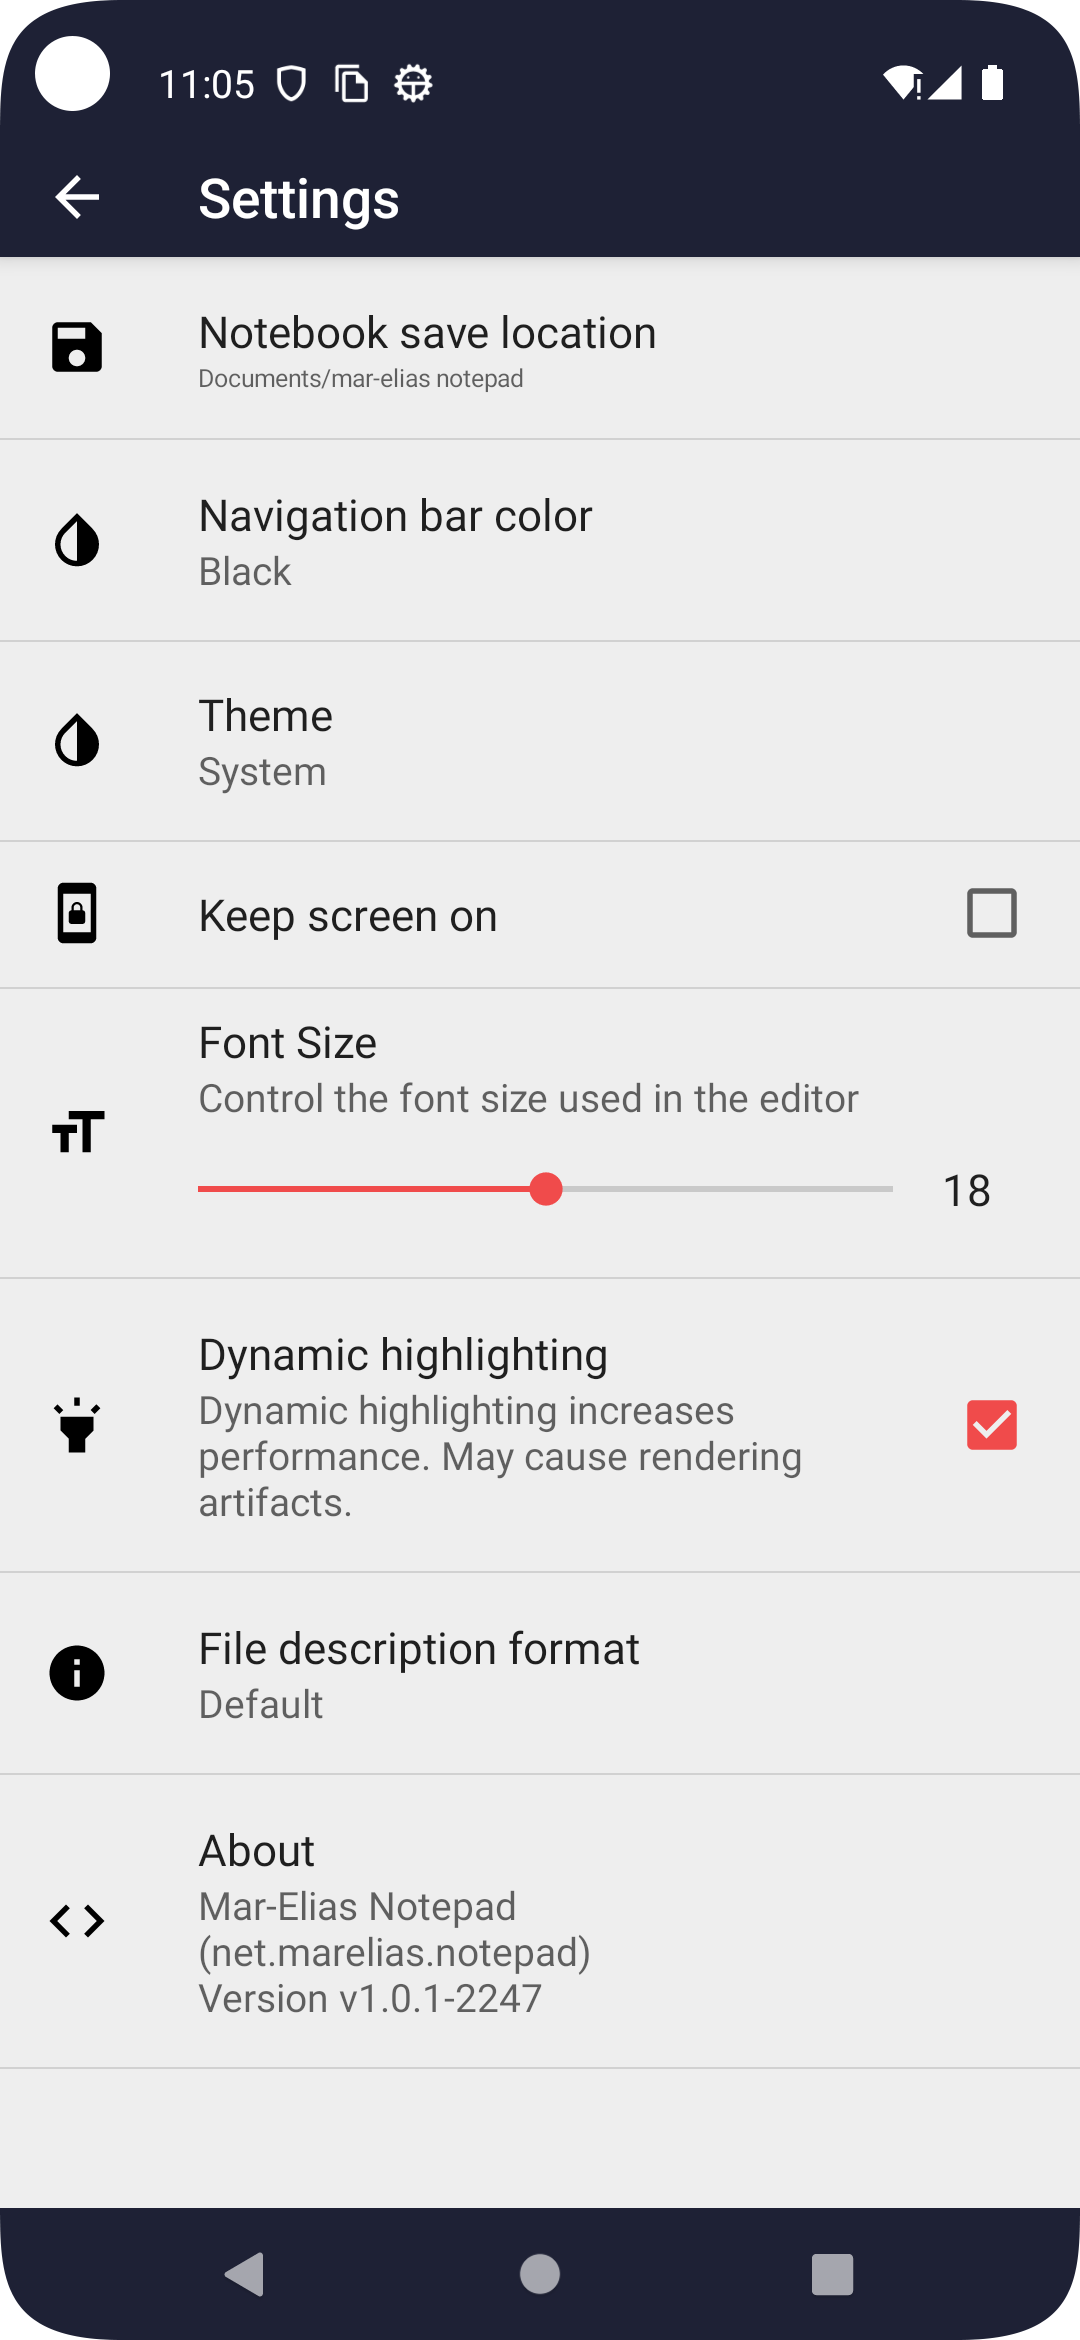 11:05
Settings
Notebook save location
Documents/mar-elias notepad
Navigation bar color
Black
Theme
System
Keep screen on
Font Size
Control the font size used in the editor
18
Dynamic highlighting
Dynamic highlighting increases
performance. May cause rendering
artifacts.
File description format
Default
About
Mar-Elias Notepad
(net.marelias.notepad)
Version v1.0.1-2247